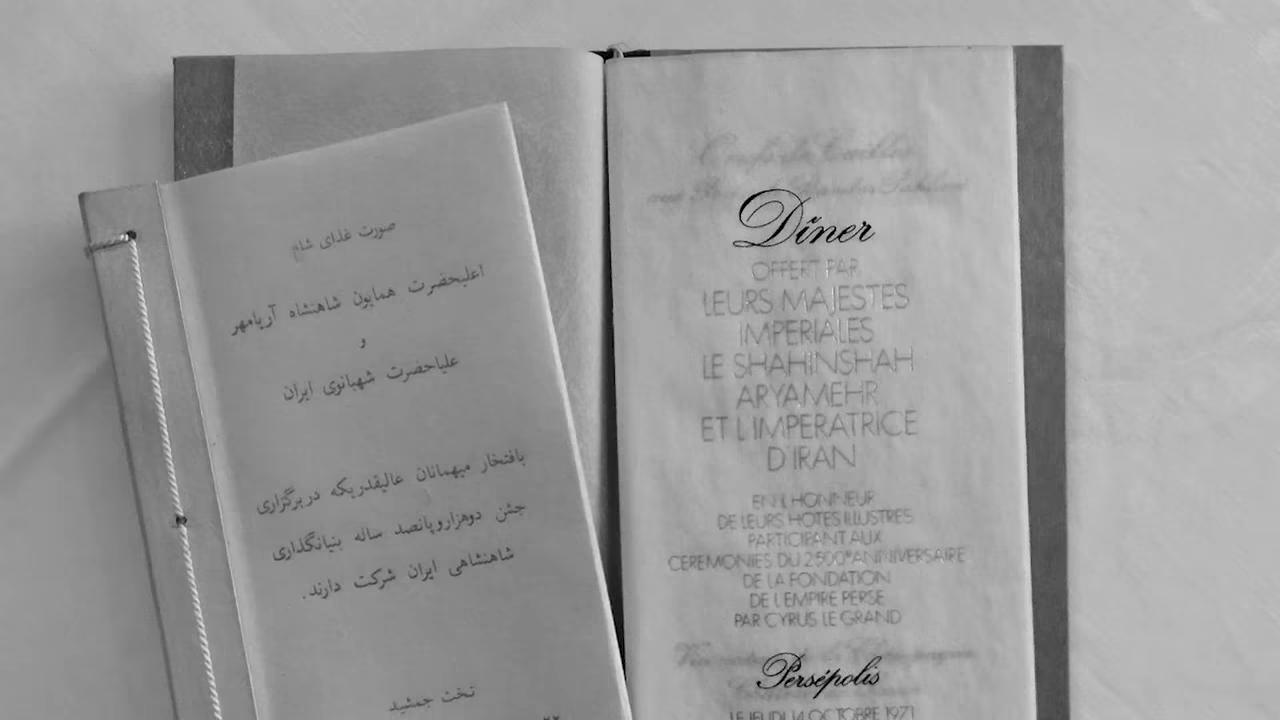 صورت غذای شام
اعلیحضرت همایون شاهنشاه آریامهر
و
علیاحضرت شهبانوی ایران
بافتخار میهمانان عالیقدریکه در برگزاری
جشن دوهزاروپانصد ساله بنیانگذاری
شاهنشاهی ایران شرکت دارند.
تخت جمشید
Dîner
OFFERT PAR
LEURS MAJESTES
IMPERIALES
LE SHAHINSHAH
ARYAMEHR
ET L'IMPERATRICE
D'IRAN
EN L'HONNEUR
DE LEURS HOTES ILLUSTRES
PARTICIPANT AUX
CEREMONIES DU 2500e ANNIVERSAIRE
DE LA FONDATION
DE L'EMPIRE PERSE
PAR CYRUS LE GRAND
Persépolis
LE JEUDI 14 OCTOBRE 1971